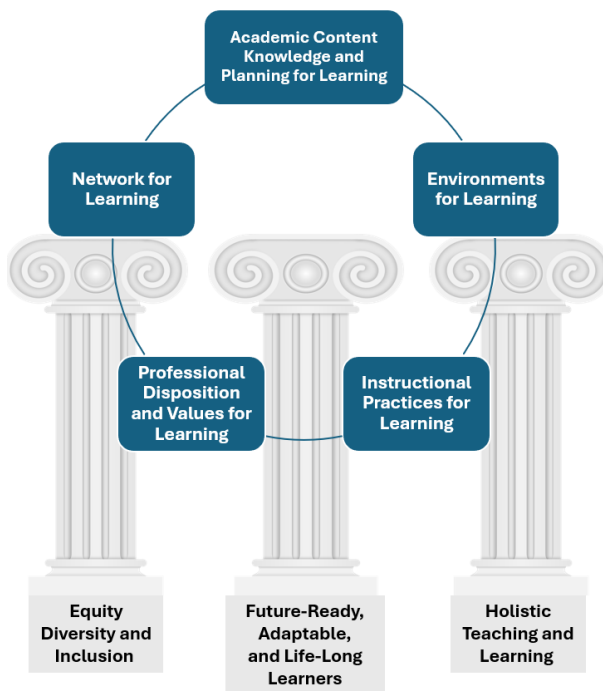 Academic Content
Knowledge and
Planning for Learning
Network for
Learning
Environments
for Learning
Professional
Disposition
and Values for
Learning
Instructional
Practices for
Learning
Equity
Diversity and
Inclusion
Future-Ready,
Adaptable,
and Life-Long
Learners
Holistic
Teaching and
Learning